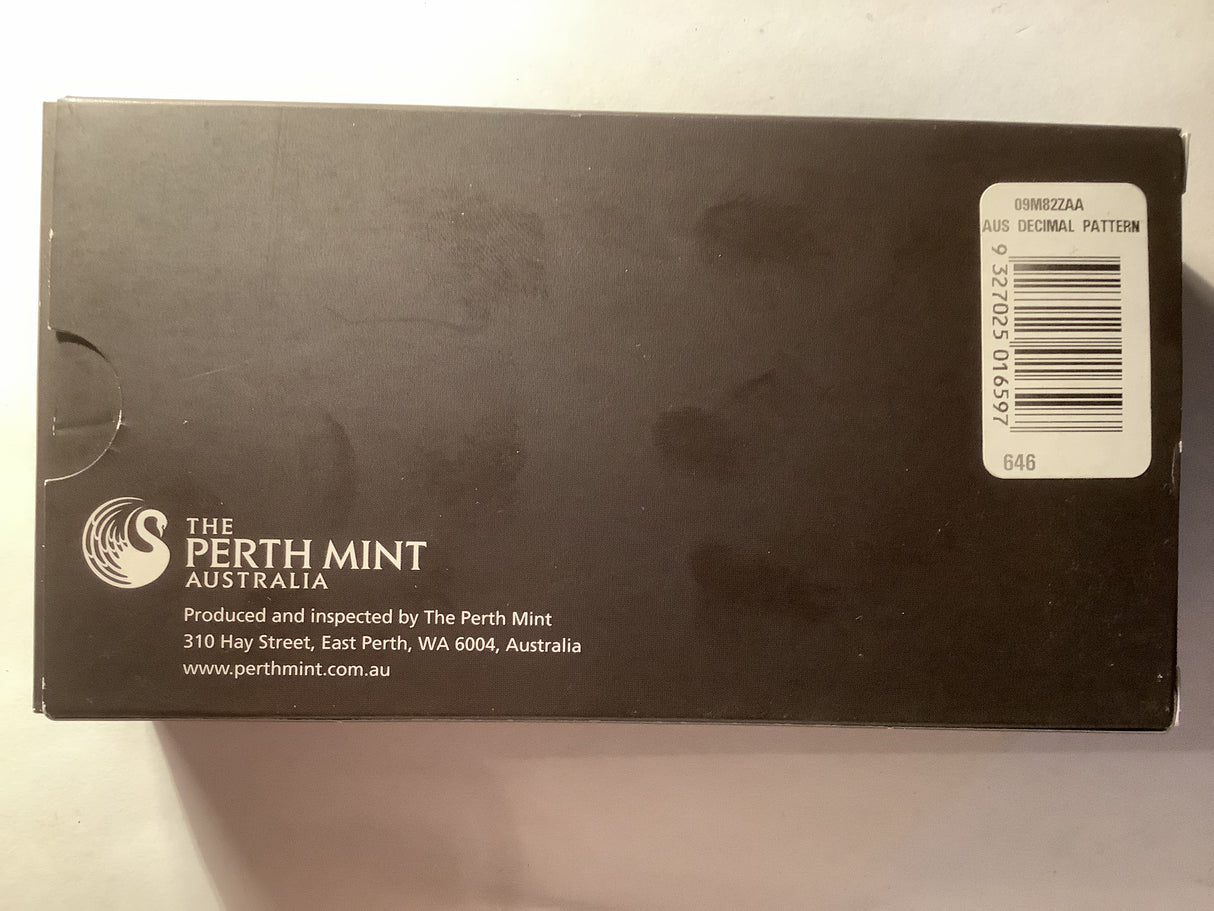 09M82ZAA
AUS DECIMAL PATTERN
9 327025 016597
646
THE
PERTH MINT
AUSTRALIA
Produced and inspected by The Perth Mint
310 Hay Street, East Perth, WA 6004, Australia
www.perthmint.com.au